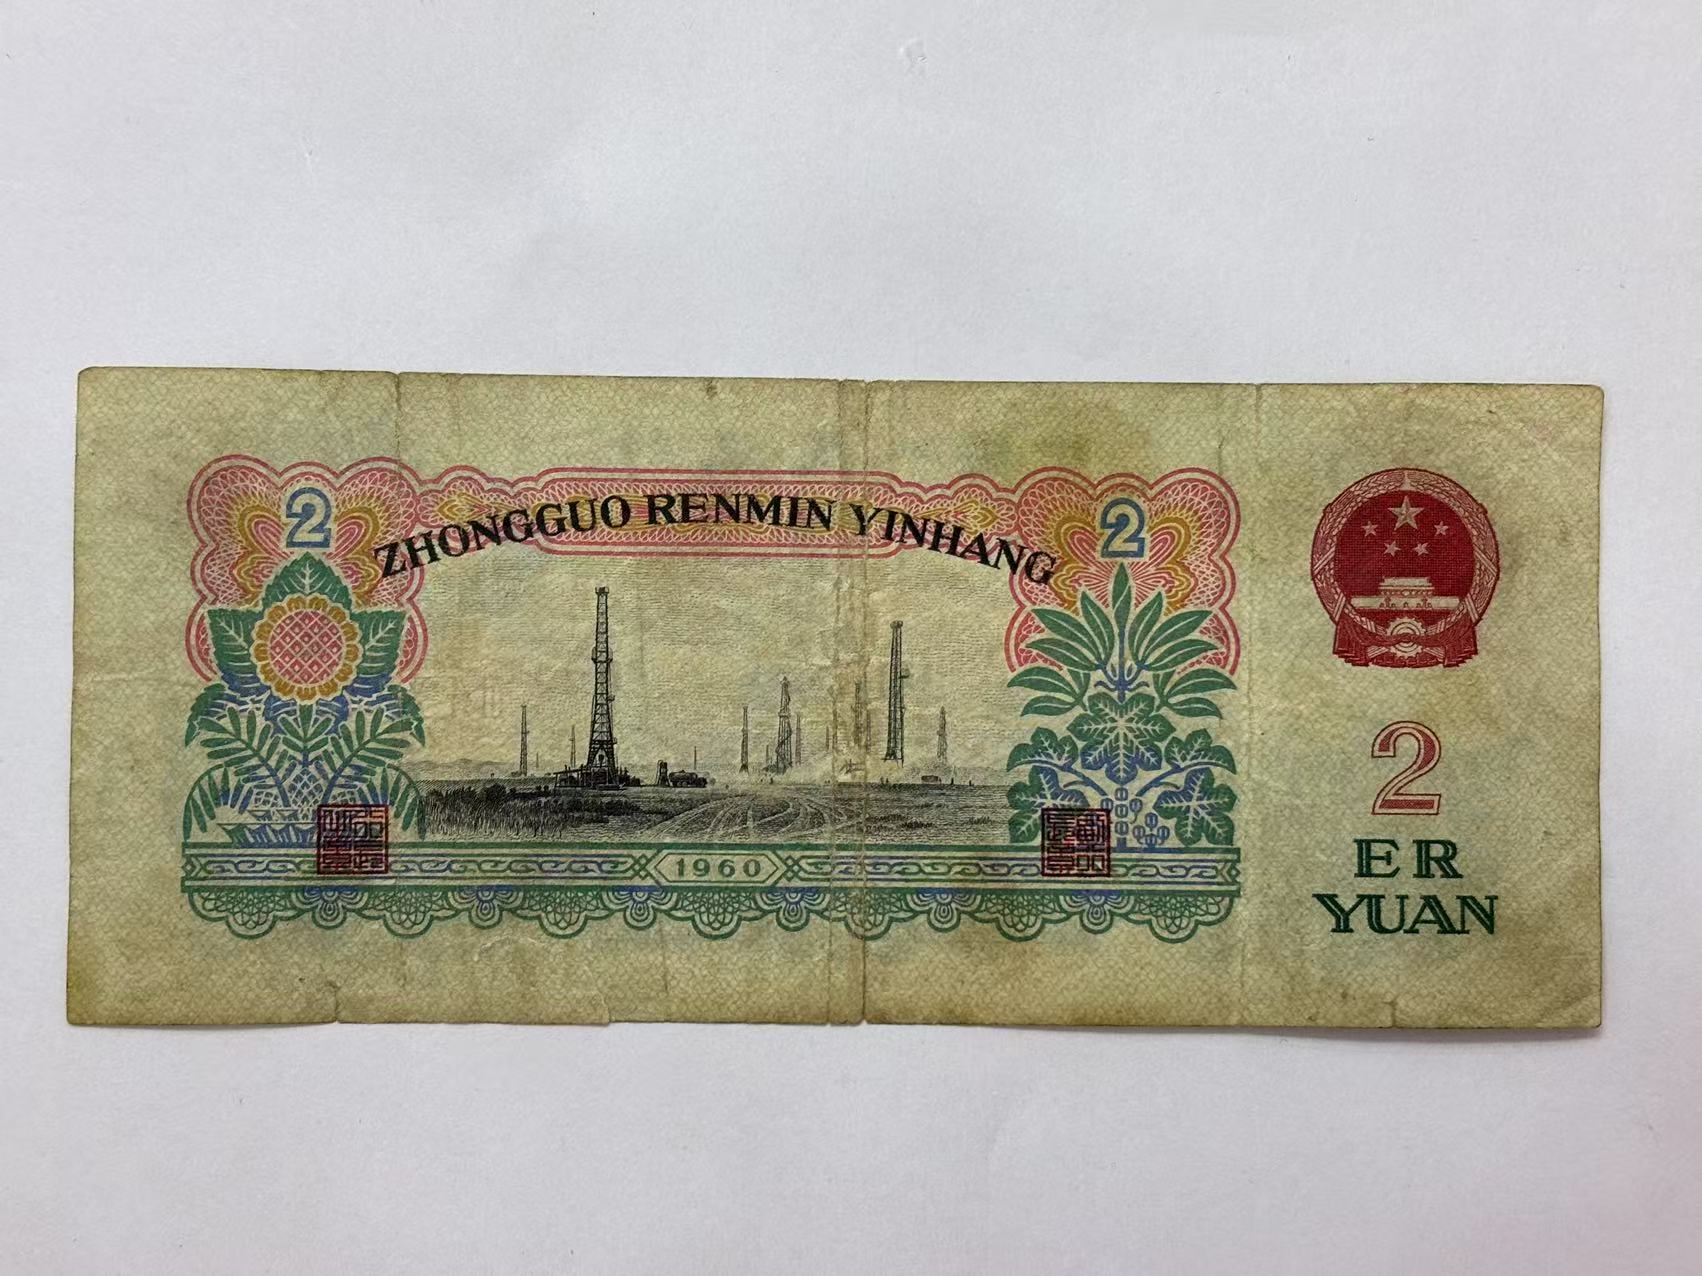 2
2
ZHONGGUO RENMIN YINHANG
1960
2
ER
YUAN